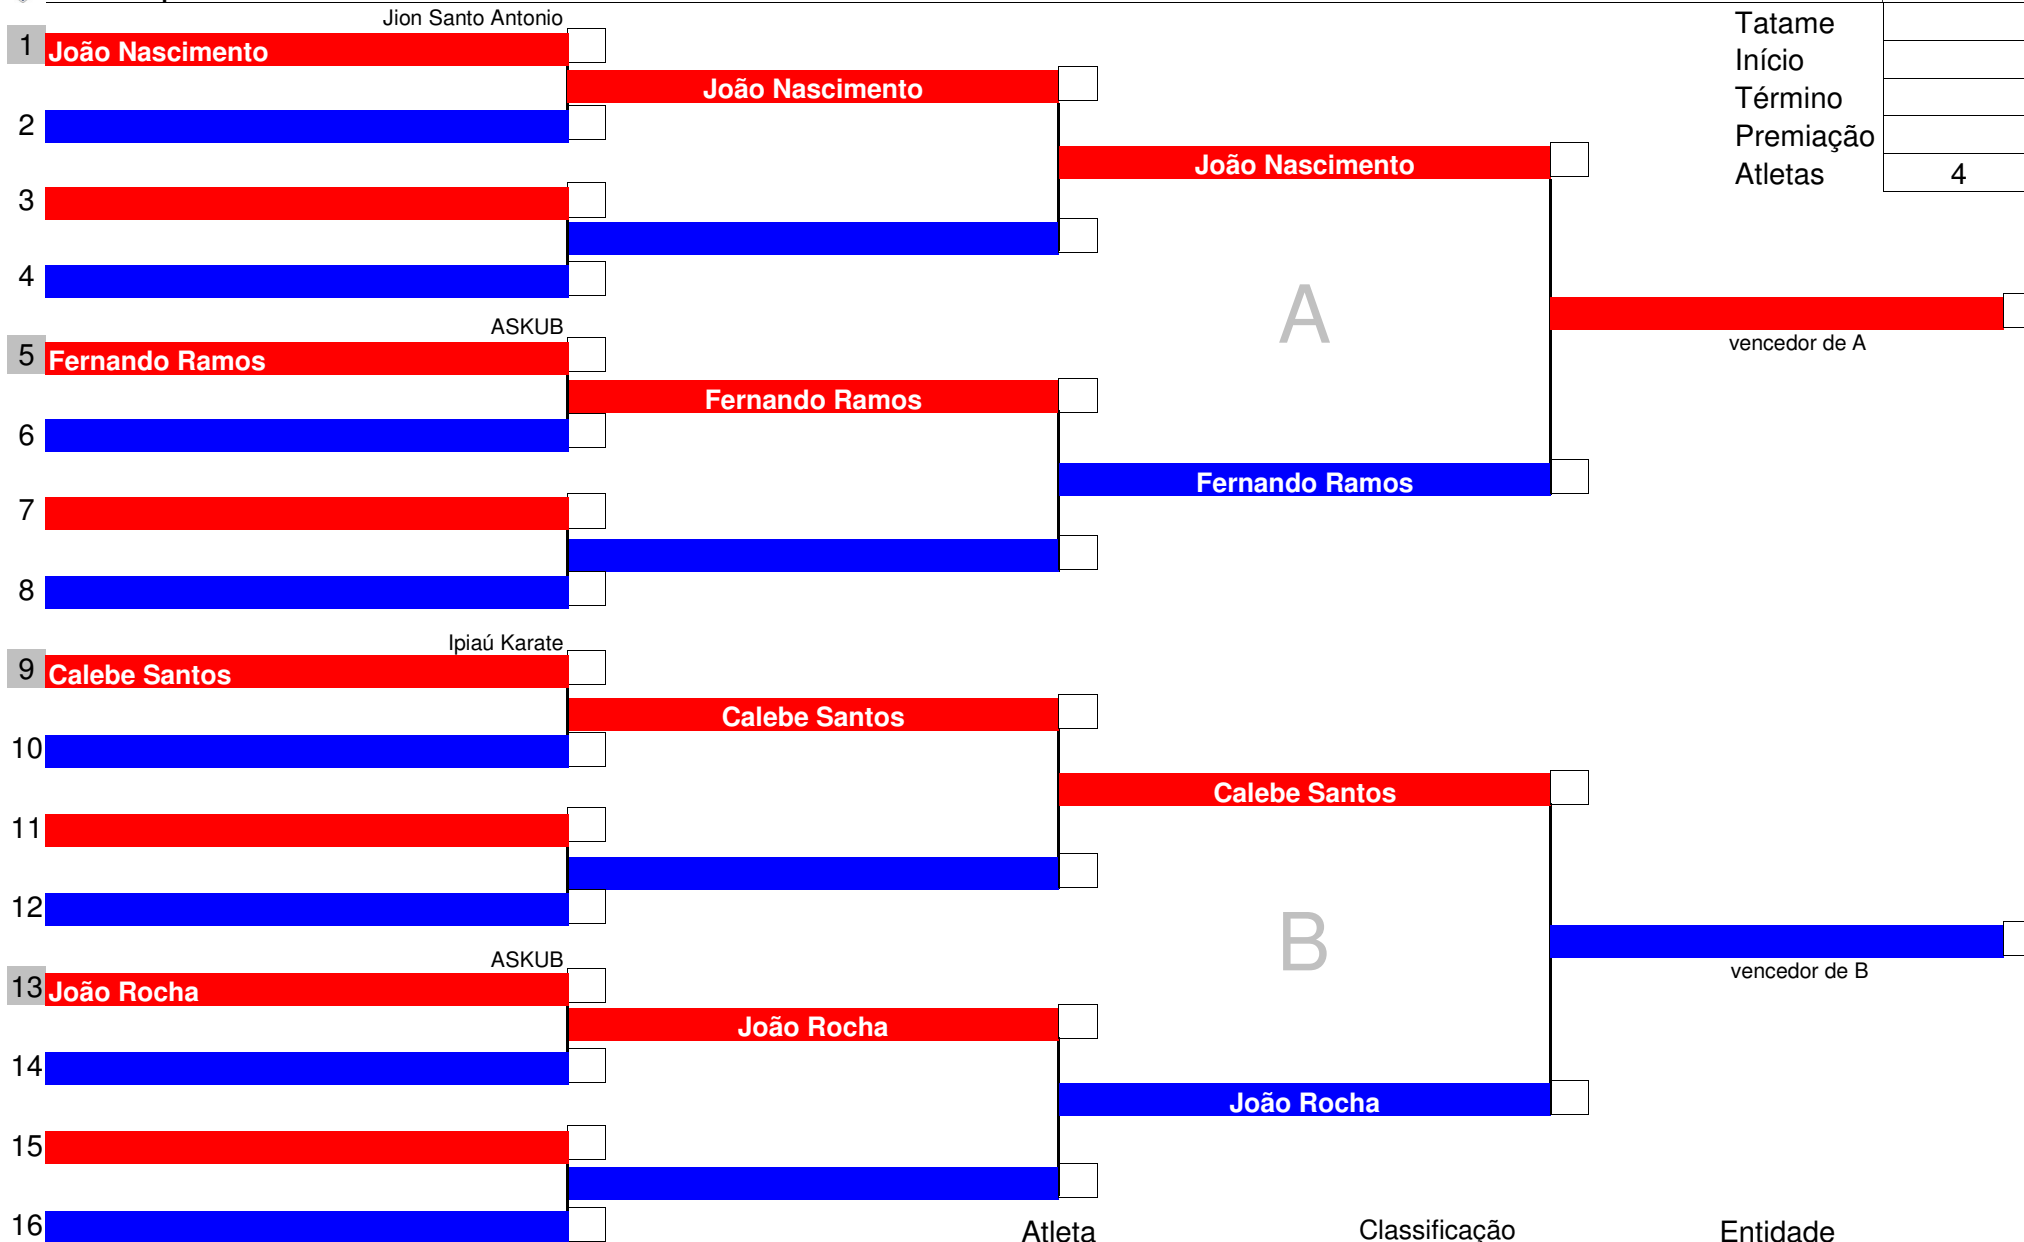 Jion Santo Antonio
1 João Nascimento
João Nascimento
2
João Nascimento
3
4
ASKUB
5 Fernando Ramos
Fernando Ramos
6
Fernando Ramos
7
8
A
vencedor de A
Ipiaú Karate
9 Calebe Santos
Calebe Santos
10
Calebe Santos
11
12
B
vencedor de B
ASKUB
13 João Rocha
João Rocha
14
João Rocha
15
16
Tatame
Início
Término
Premiação
Atletas 4
Atleta Classificação Entidade